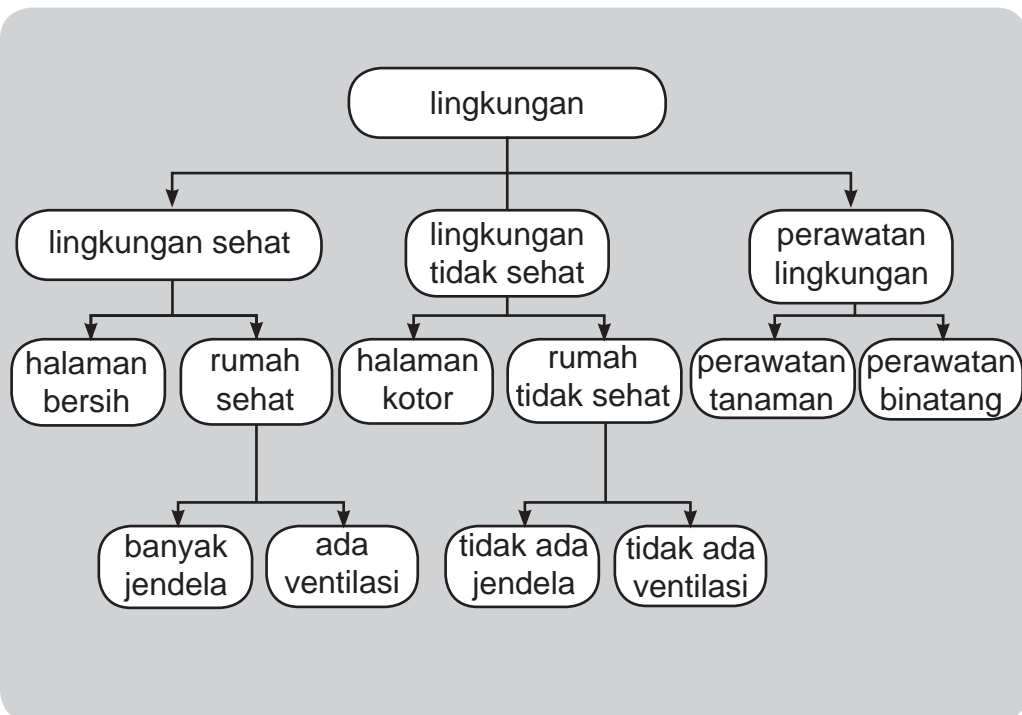 lingkungan
lingkungan sehat
lingkungan
tidak sehat
perawatan
lingkungan
halaman
bersih
rumah
sehat
halaman
kotor
rumah
tidak sehat
perawatan
tanaman
perawatan
binatang
banyak
jendela
ada
ventilasi
tidak ada
jendela
tidak ada
ventilasi